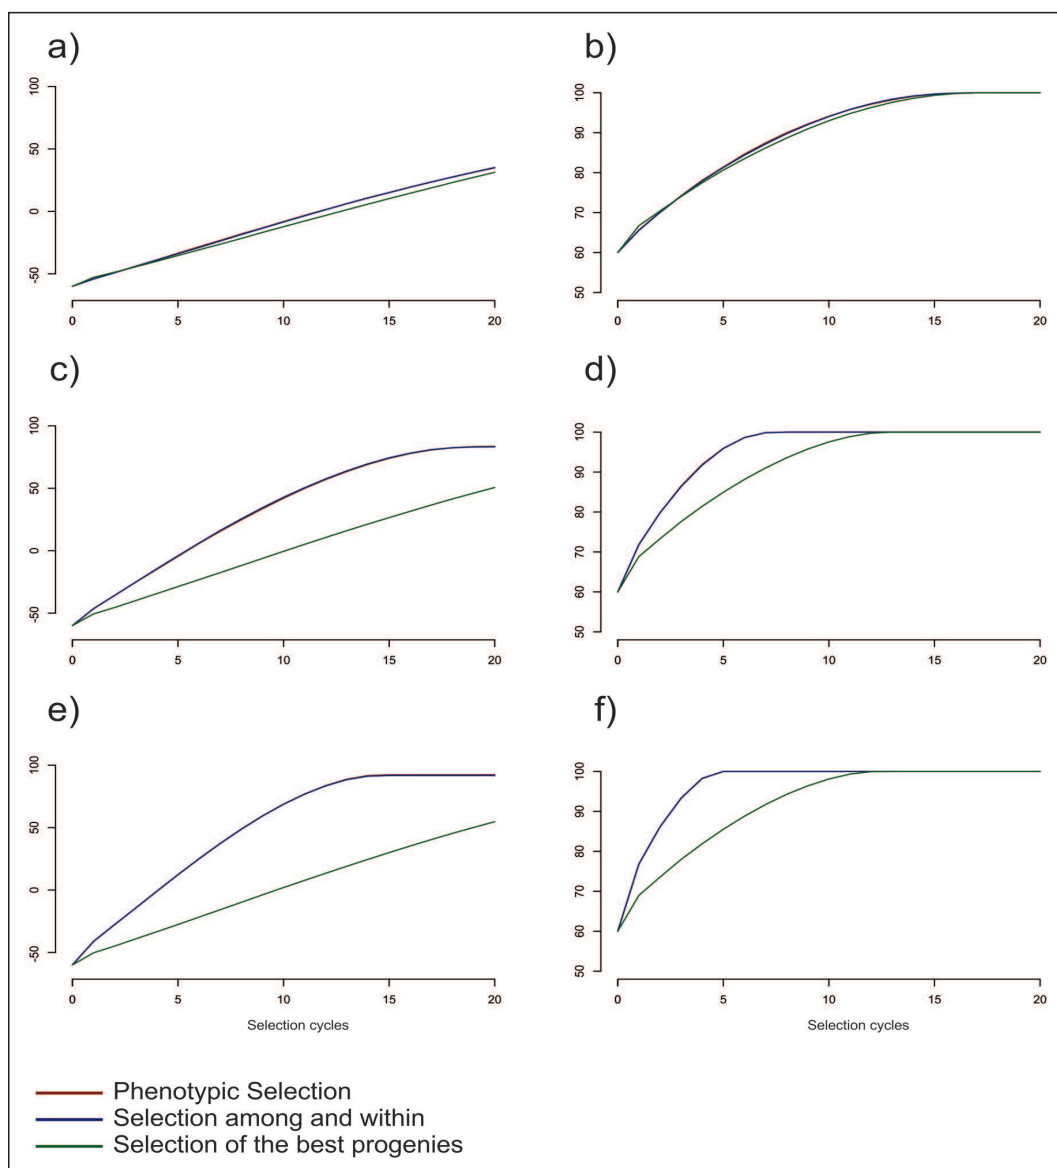 a)
100
50
0
-50
0 5 10 15 20
b)
100
90
80
70
60
50
0 5 10 15 20
c)
100
50
0
-50
0 5 10 15 20
d)
100
90
80
70
60
50
0 5 10 15 20
e)
100
50
0
-50
0 5 10 15 20
Selection cycles
f)
100
90
80
70
60
50
0 5 10 15 20
Selection cycles
Phenotypic Selection
Selection among and within
Selection of the best progenies